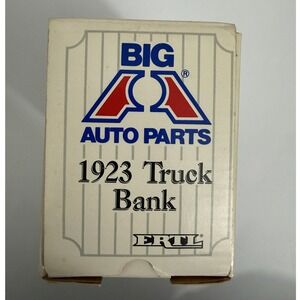 BIG
A®
AUTO PARTS
1923 Truck
Bank
ERTL®